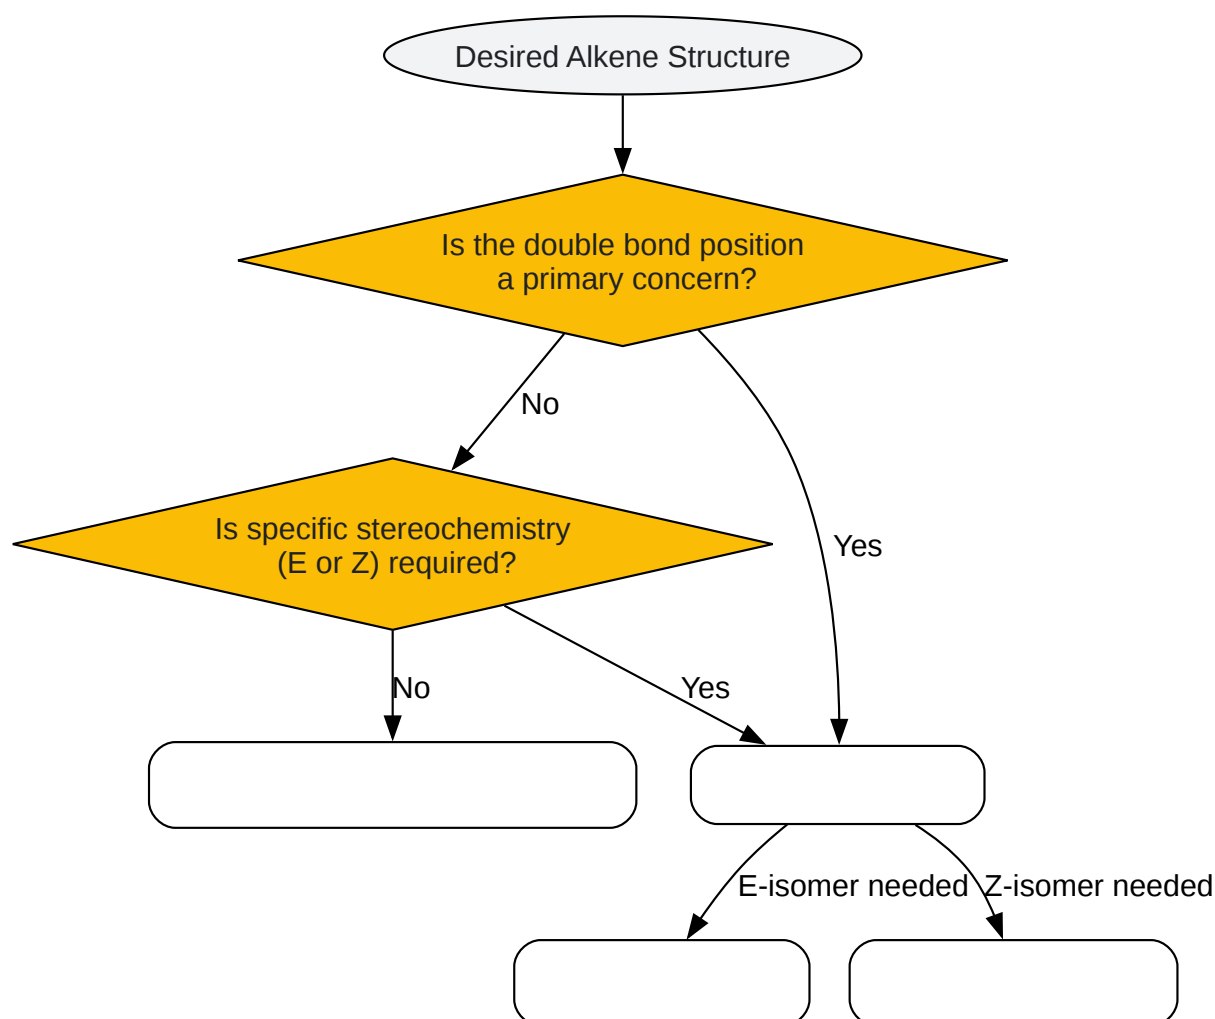 Desired Alkene Structure
Is the double bond position
a primary concern?
No
Is specific stereochemistry
(E or Z) required?
Yes
No
Yes
E-isomer needed
Z-isomer needed